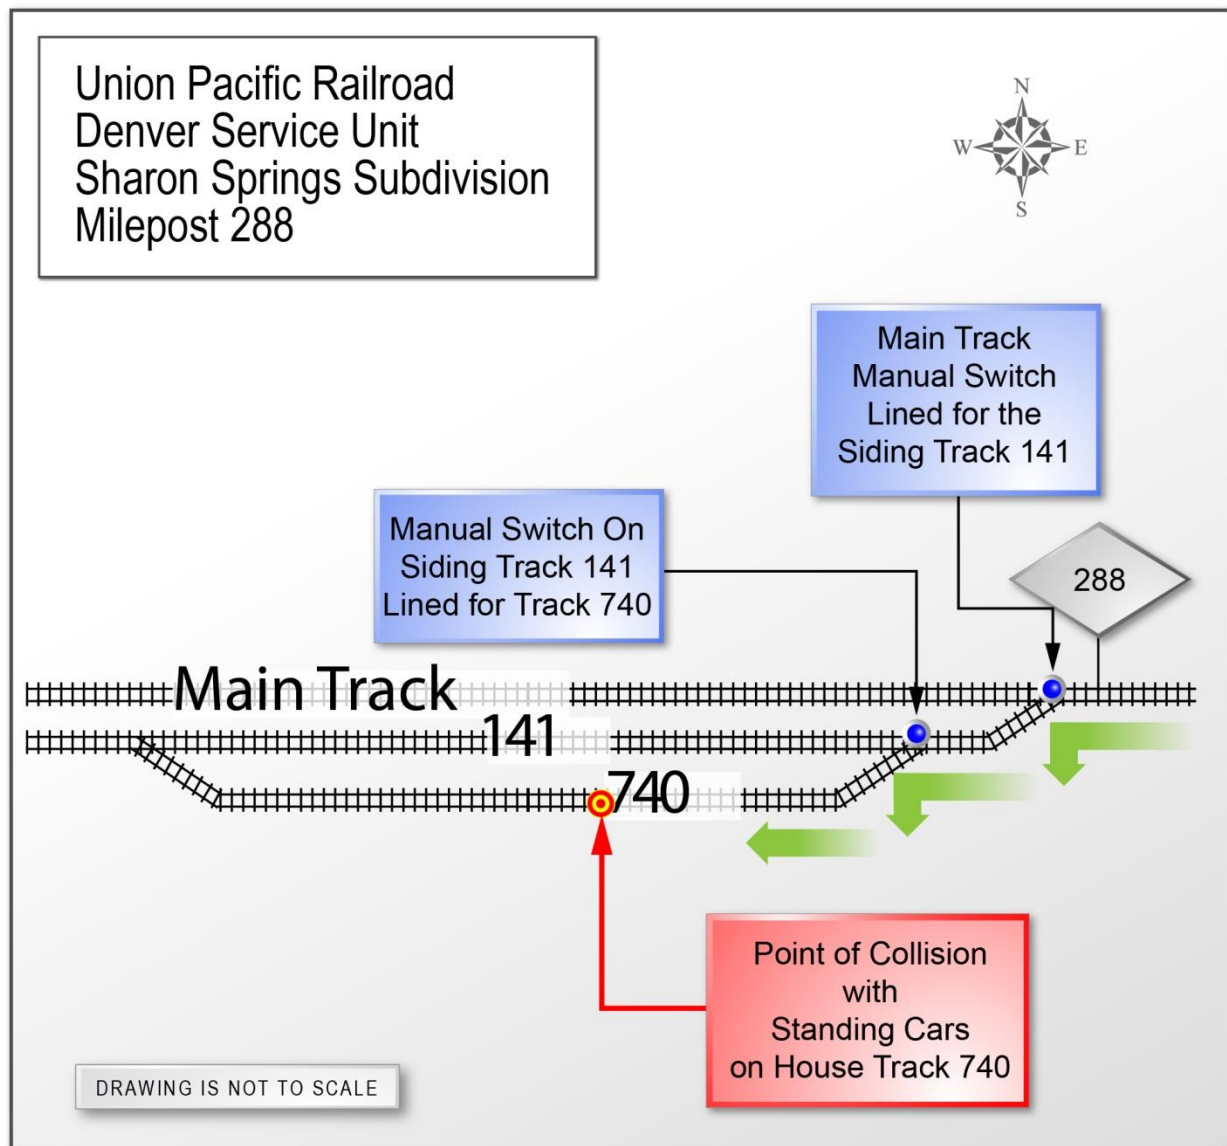 Union Pacific Railroad
Denver Service Unit
Sharon Springs Subdivision
Milepost 288
N
W
E
S
Main Track
Manual Switch
Lined for the
Siding Track 141
Manual Switch On
Siding Track 141
Lined for Track 740
288
Main Track
141
740
Point of Collision
with
Standing Cars
on House Track 740
DRAWING IS NOT TO SCALE